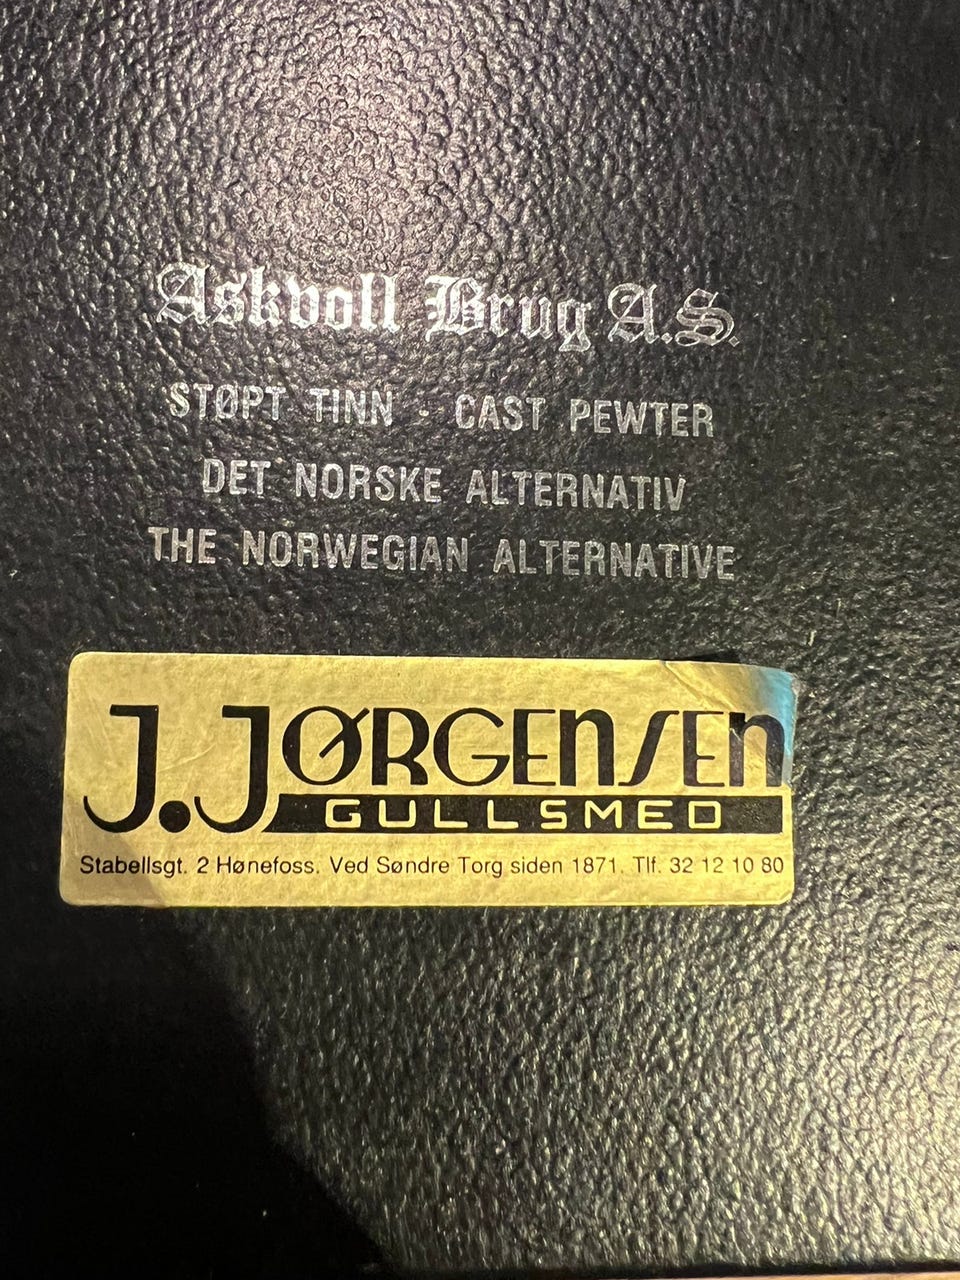 Askvoll Brug A.S.
STØPT TINN - CAST PEWTER
DET NORSKE ALTERNATIV
THE NORWEGIAN ALTERNATIVE
J.JØRGENSEN
GULLSMED
Stabellsgt. 2 Hønefoss. Ved Søndre Torg siden 1871. Tlf. 32 12 10 80